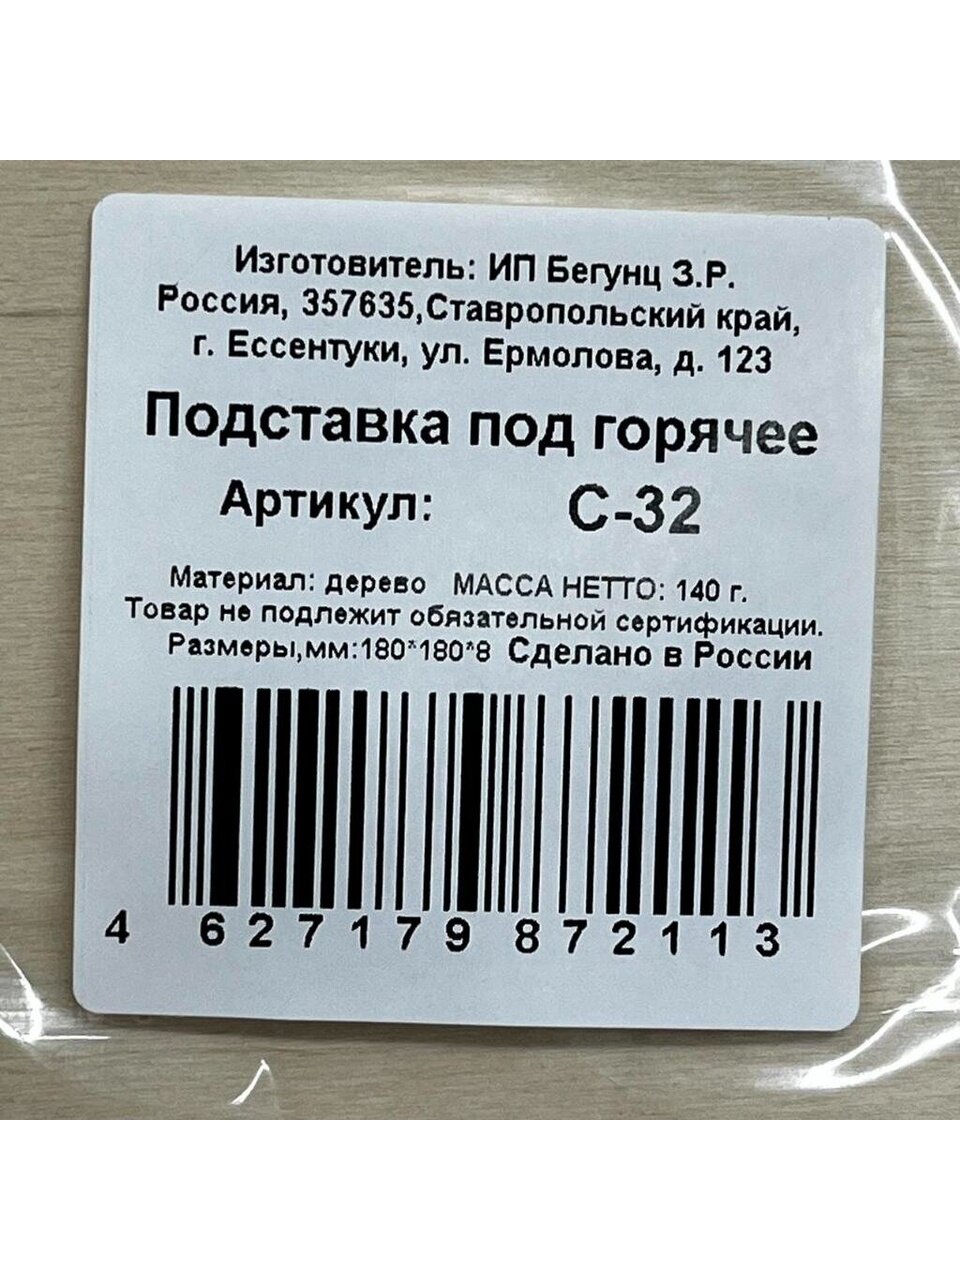 Изготовитель: ИП Бегунц З.Р.
Россия, 357635,Ставропольский край,
г. Ессентуки, ул. Ермолова, д. 123
Подставка под горячее
Артикул: С-32
Материал: дерево МАССА НЕТТО: 140 г.
Товар не подлежит обязательной сертификации.
Размеры,мм:180*180*8 Сделано в России
4 627179 872113